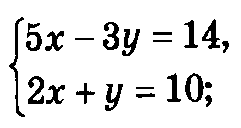 5x − 3y = 14,
2x + y = 10;